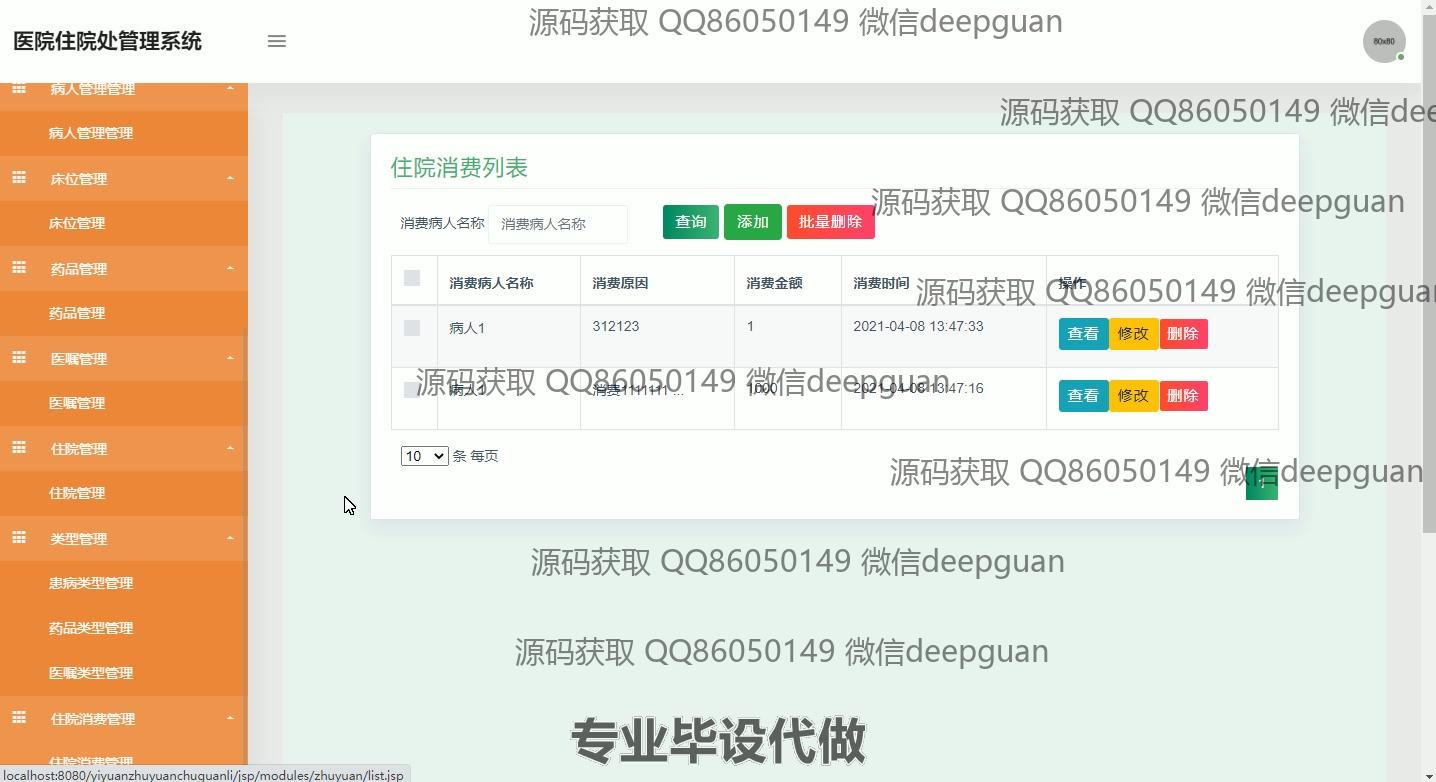 源码获取 QQ86050149 微信deepguan
医院住院处管理系统
80x80
病人管理管理
源码获取 QQ86050149 微信dee
病人管理管理
住院消费列表
床位管理
源码获取 QQ86050149 微信deepguan
消费病人名称 消费病人名称 查询 添加 批量删除
床位管理
药品管理
消费病人名称 消费原因 消费金额 消费时间 操作
源码获取 QQ86050149 微信deepguan
药品管理
病人1 312123 1 2021-04-08 13:47:33 查看 修改 删除
医嘱管理
源码获取 QQ86050149 微信deepguan
病人1 消费1111111 ... 1000 2021-04-08 13:47:16 查看 修改 删除
医嘱管理
住院管理
10 条 每页
源码获取 QQ86050149 微信deepguan
1
住院管理
类型管理
源码获取 QQ86050149 微信deepguan
患病类型管理
药品类型管理
源码获取 QQ86050149 微信deepguan
医嘱类型管理
住院消费管理
专业毕设代做
住院消费管理
localhost:8080/yiyuanzhuyuanchuguanli/jsp/modules/zhuyuan/list.jsp